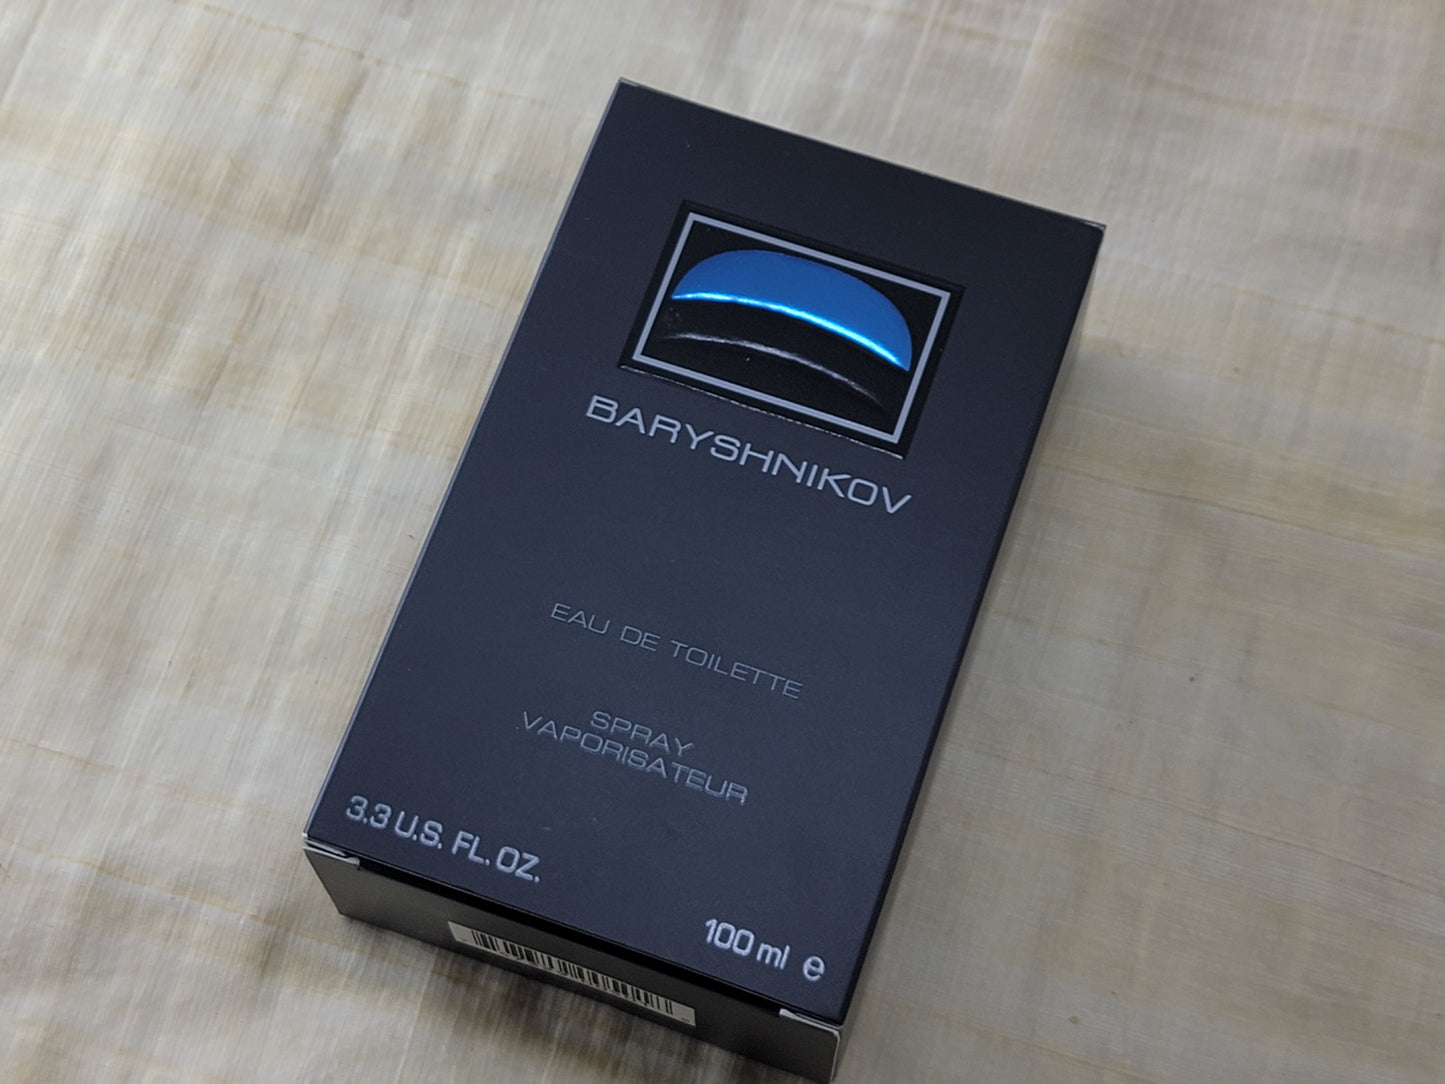 BARYSHNIKOV
EAU DE TOILETTE
SPRAY
VAPORISATEUR
3.3 U.S. FL. OZ.
100 ml ℮